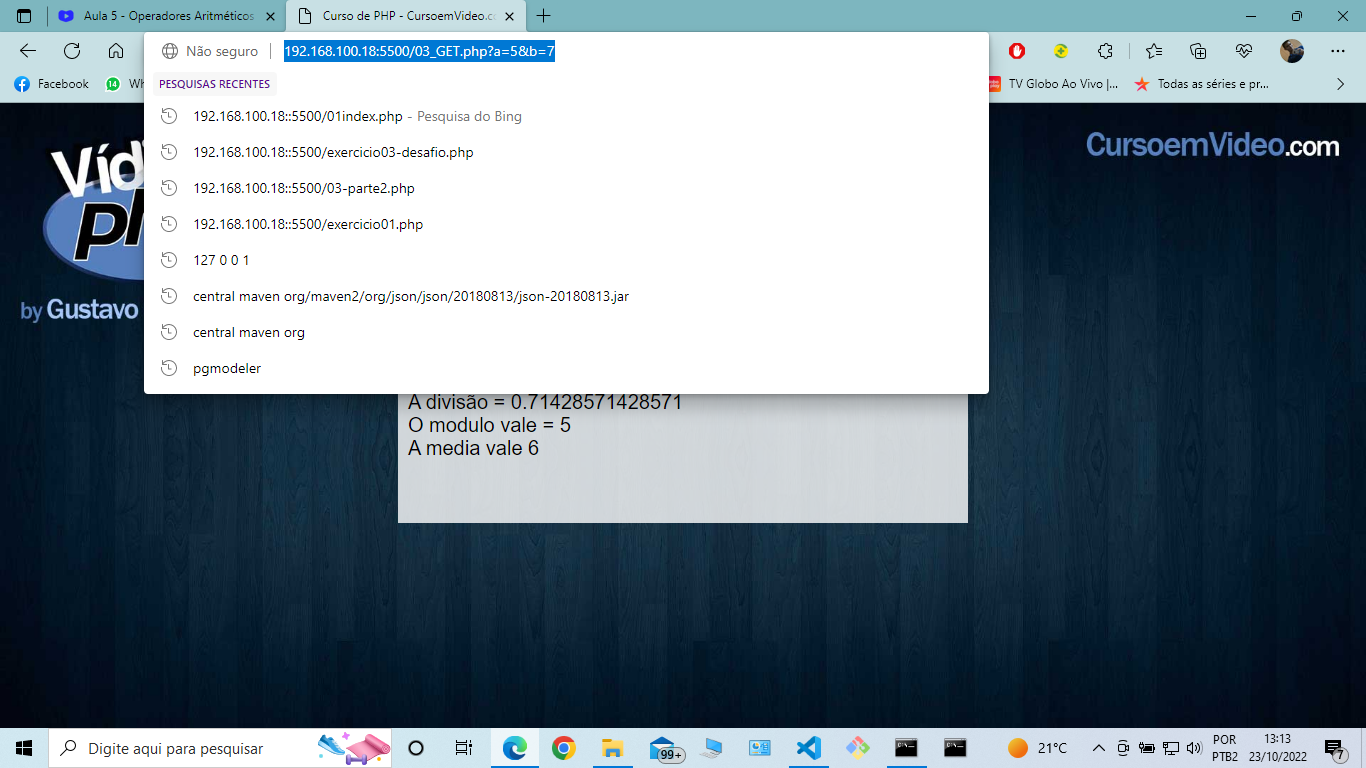 Aula 5 - Operadores Aritméticos
Curso de PHP - CursoemVideo.co
Não seguro
192.168.100.18:5500/03_GET.php?a=5&b=7
Facebook
14
Wh
TV Globo Ao Vivo |...
Todas as séries e pr...
PESQUISAS RECENTES
192.168.100.18::5500/01index.php - Pesquisa do Bing
192.168.100.18::5500/exercicio03-desafio.php
192.168.100.18::5500/03-parte2.php
192.168.100.18::5500/exercicio01.php
127 0 0 1
central maven org/maven2/org/json/json/20180813/json-20180813.jar
central maven org
pgmodeler
Víd
ph
by Gustavo
CursoemVideo.com
A divisão = 0.71428571428571
O modulo vale = 5
A media vale 6
Digite aqui para pesquisar
99+
21°C
POR
PTB2
13:13
23/10/2022
7